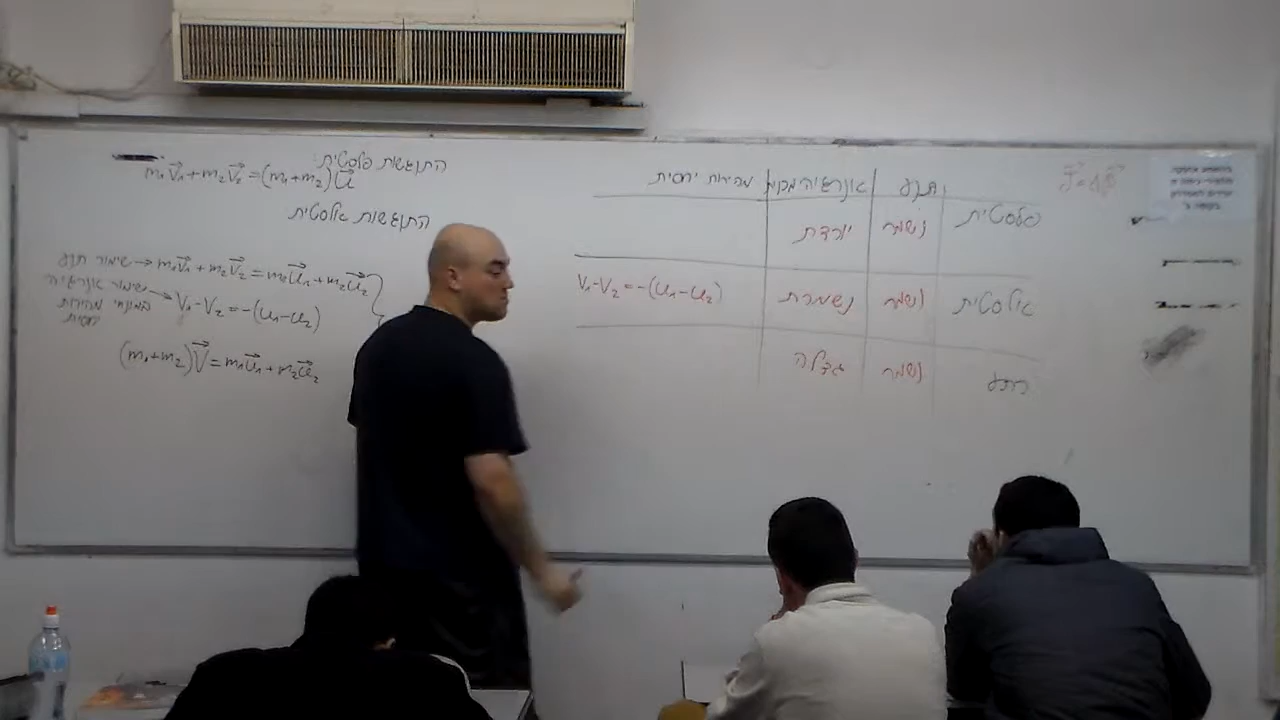 התנגשות פלסטית:
m₁v⃗₁+m₂v⃗₂=(m₁+m₂)u⃗
התנגשות אלסטית
שימור תנע → m₁v⃗₁+m₂v⃗₂=m₁u⃗₁+m₂u⃗₂
שימור אנרגיה → v₁-v₂=-(u₁-u₂)
במונחי מהירות
יחסית
(m₁+m₂)v⃗=m₁u⃗₁+m₂u⃗₂
תנע אנרגיה מהירות יחסית
פלסטית נשמר יורדת
אלסטית נשמר נשמרת v₁-v₂=-(u₁-u₂)
רתע נשמר גדלה